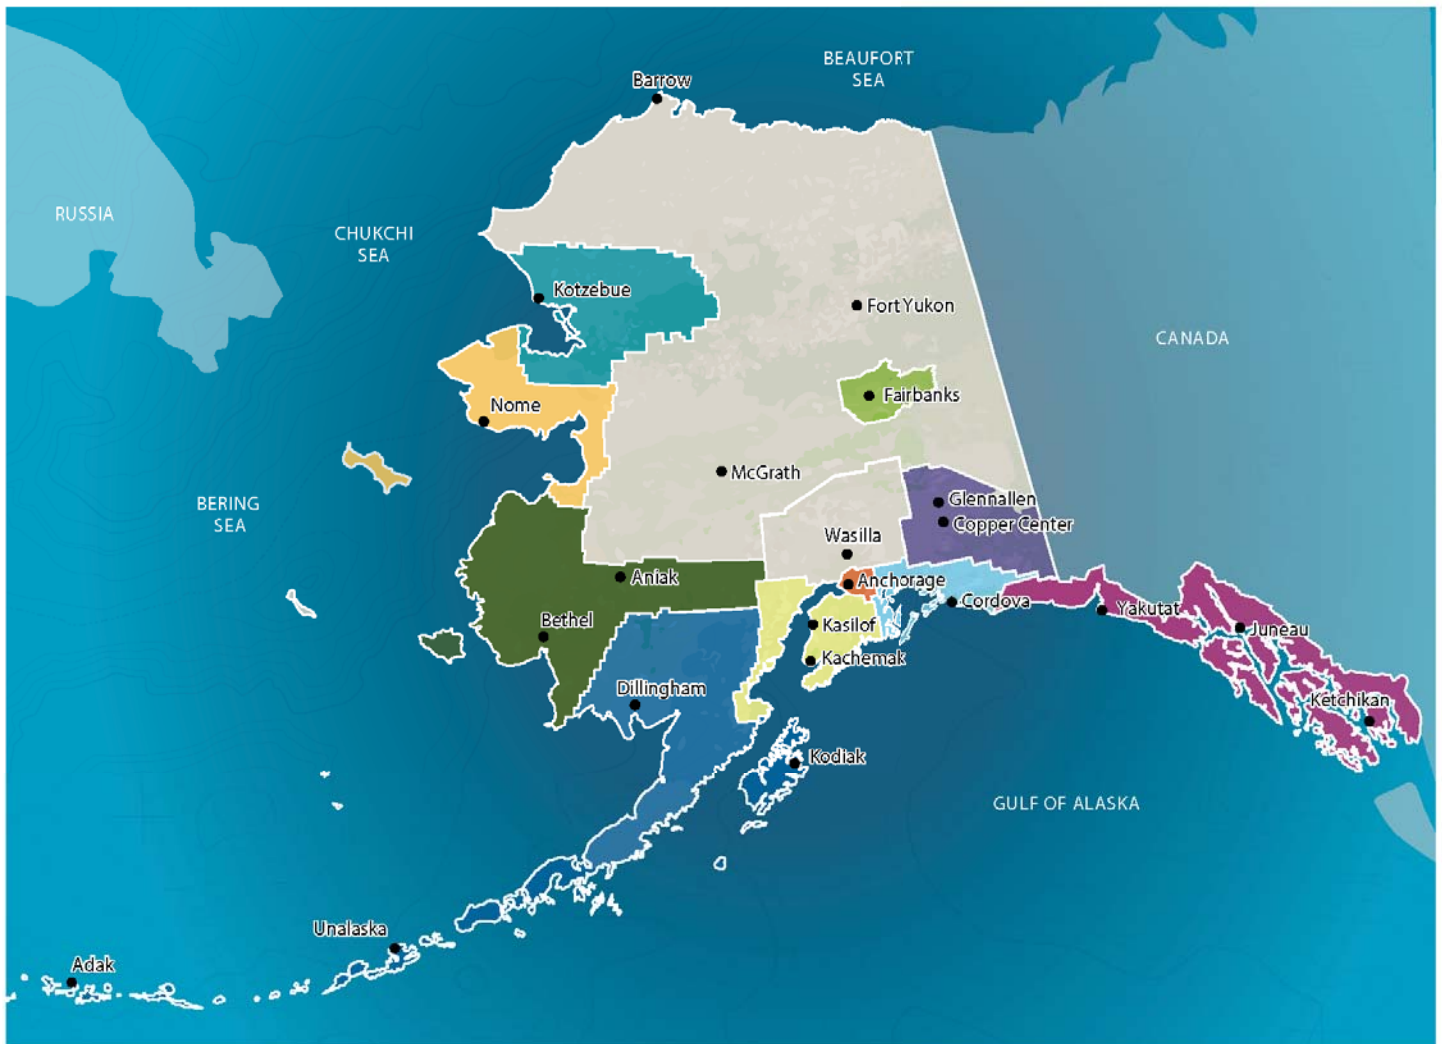 BEAUFORT
SEA
Barrow
RUSSIA
CHUKCHI
SEA
Kotzebue
Fort Yukon
CANADA
Fairbanks
Nome
McGrath
BERING
SEA
Glennallen
Copper Center
Wasilla
Aniak
Anchorage
Cordova
Yakutat
Bethel
Kasilof
Juneau
Kachemak
Dillingham
Ketchikan
Kodiak
GULF OF ALASKA
Unalaska
Adak